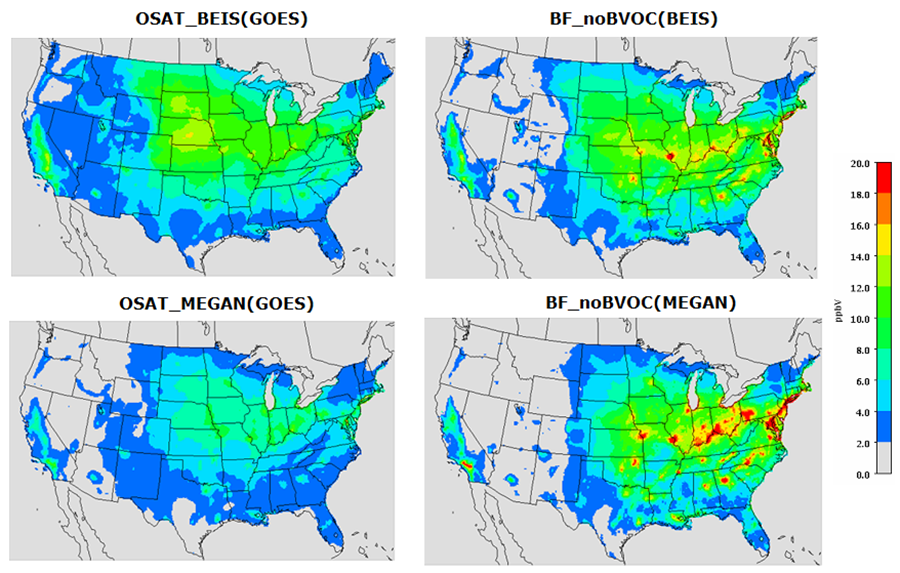 OSAT_BEIS(GOES)
BF_noBVOC(BEIS)
OSAT_MEGAN(GOES)
BF_noBVOC(MEGAN)
20.0
18.0
16.0
14.0
12.0
10.0
8.0
6.0
4.0
2.0
0.0
ppbV